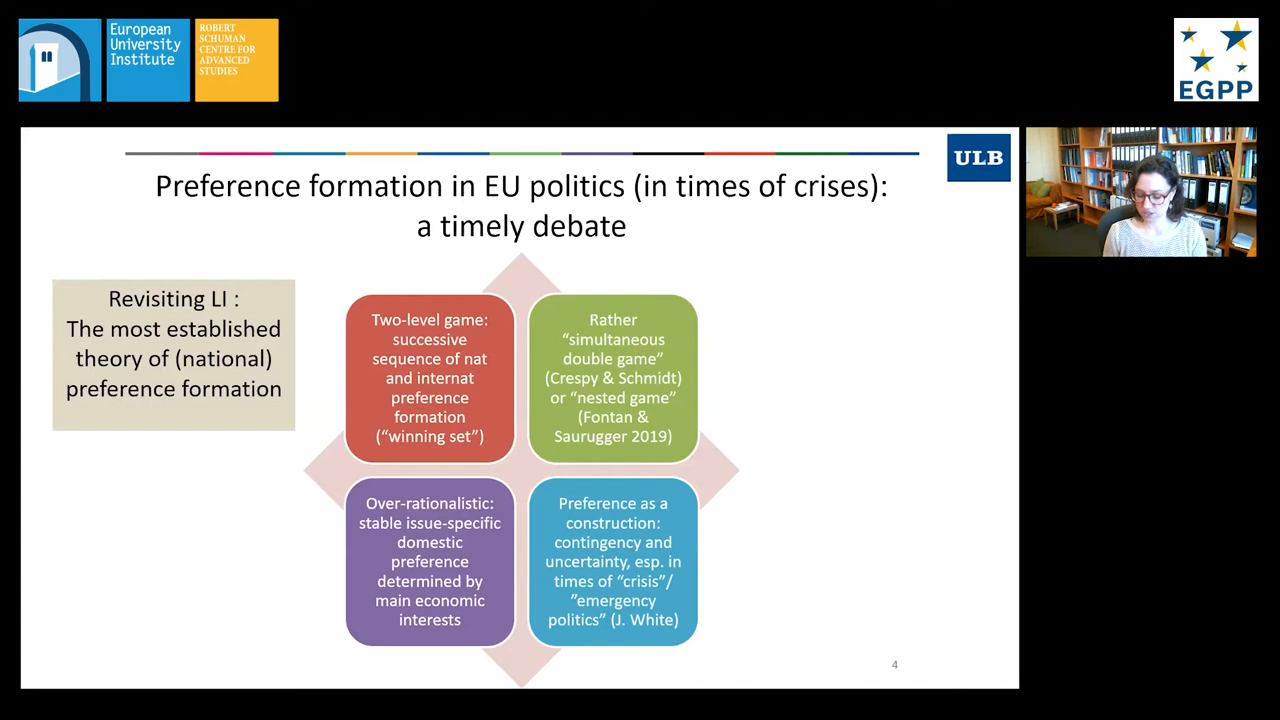 European
University
Institute
ROBERT
SCHUMAN
CENTRE FOR
ADVANCED
STUDIES
EGPP
ULB
Preference formation in EU politics (in times of crises):
a timely debate
Revisiting LI :
The most established
theory of (national)
preference formation
Two-level game:
successive
sequence of nat
and internat
preference
formation
(“winning set”)
Rather
“simultaneous
double game”
(Crespy & Schmidt)
or “nested game”
(Fontan &
Saurugger 2019)
Over-rationalistic:
stable issue-specific
domestic
preference
determined by
main economic
interests
Preference as a
construction:
contingency and
uncertainty, esp. in
times of “crisis”/
”emergency
politics” (J. White)
4